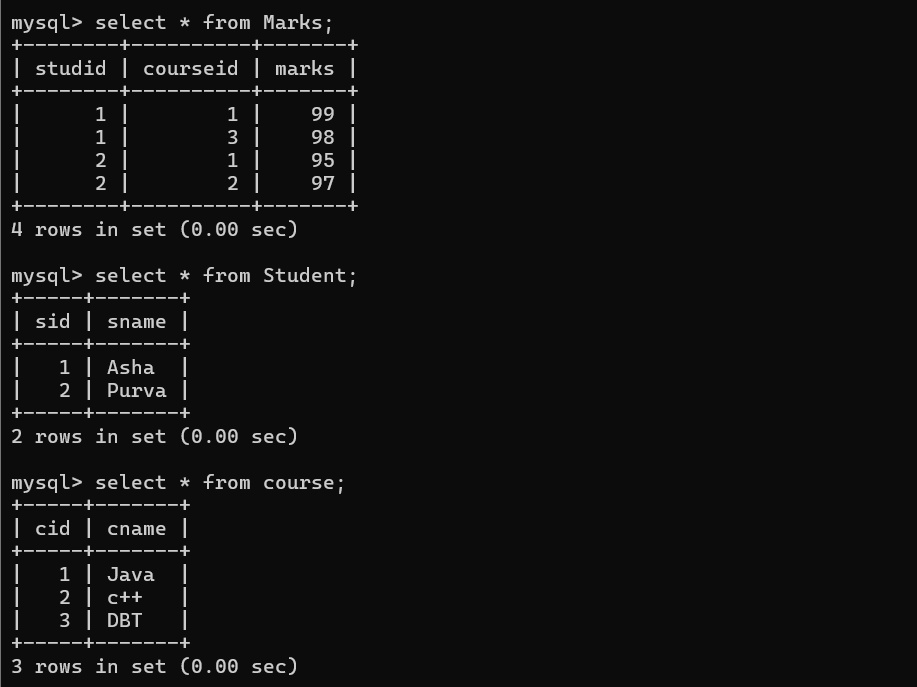 mysql> select * from Marks;
+--------+----------+-------+
| studid | courseid | marks |
+--------+----------+-------+
|      1 |        1 |    99 |
|      1 |        3 |    98 |
|      2 |        1 |    95 |
|      2 |        2 |    97 |
+--------+----------+-------+
4 rows in set (0.00 sec)

mysql> select * from Student;
+-----+-------+
| sid | sname |
+-----+-------+
|   1 | Asha  |
|   2 | Purva |
+-----+-------+
2 rows in set (0.00 sec)

mysql> select * from course;
+-----+-------+
| cid | cname |
+-----+-------+
|   1 | Java  |
|   2 | c++   |
|   3 | DBT   |
+-----+-------+
3 rows in set (0.00 sec)